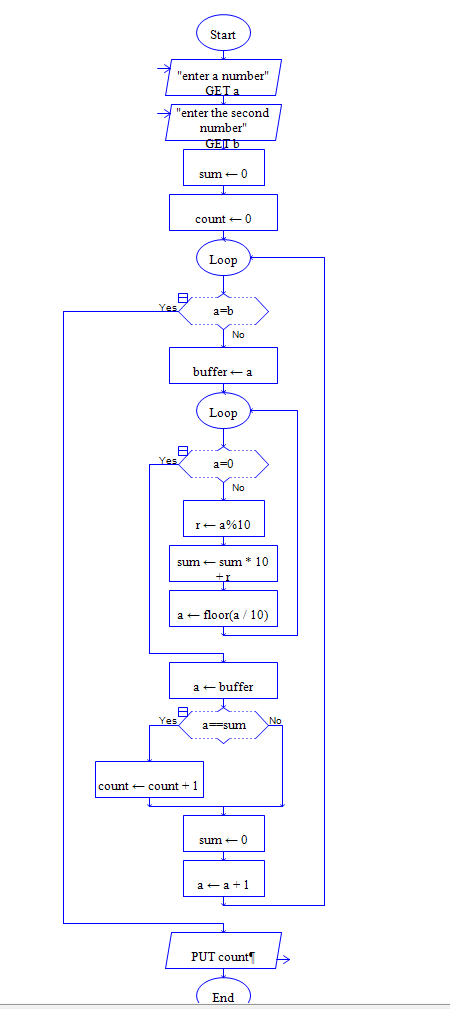 Start
"enter a number"
GET a
"enter the second
number"
GET b
sum ← 0
count ← 0
Loop
Yes
a=b
No
buffer ← a
Loop
Yes
a=0
No
r ← a%10
sum ← sum * 10
+ r
a ← floor(a / 10)
a ← buffer
Yes
a==sum
No
count ← count + 1
sum ← 0
a ← a + 1
PUT count¶
End